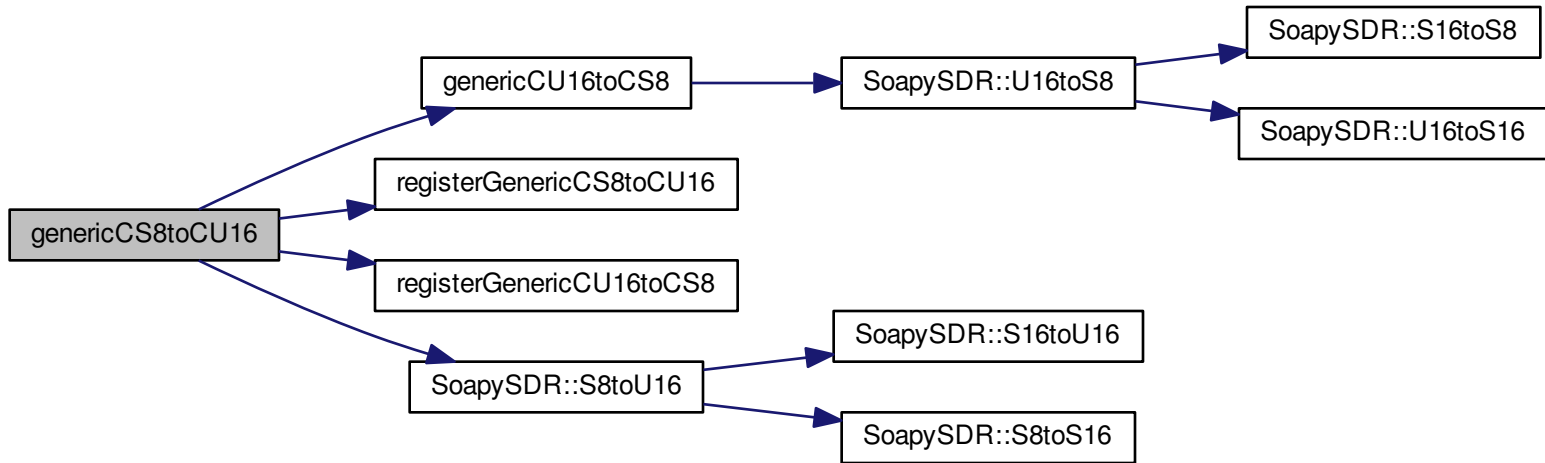 SoapySDR::S16toS8
genericCU16toCS8
SoapySDR::U16toS8
SoapySDR::U16toS16
registerGenericCS8toCU16
genericCS8toCU16
registerGenericCU16toCS8
SoapySDR::S16toU16
SoapySDR::S8toU16
SoapySDR::S8toS16